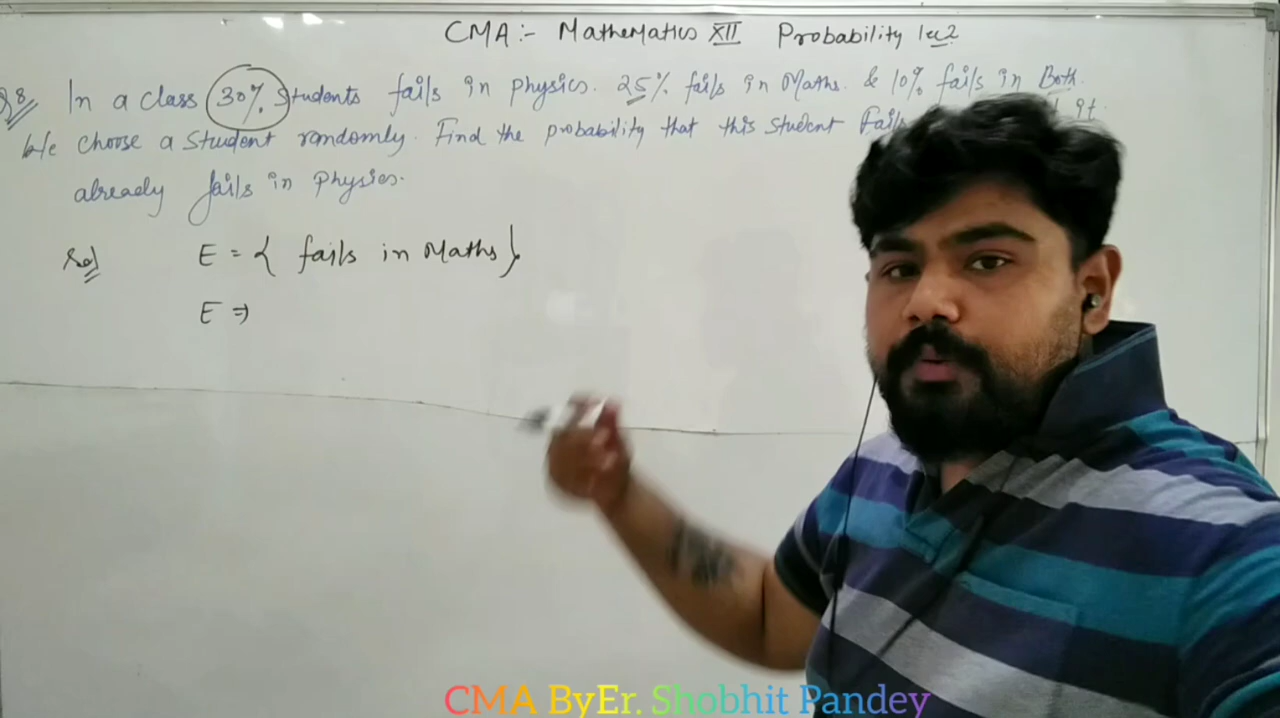 CMA :- Mathematics XII Probability lec2
Q8 In a class 30% Students fails in physics. 25% fails in Maths. & 10% fails in Both.
we choose a student randomly. Find the probability that this student fails it
already fails in physics.
Sol E = { fails in Maths }
E ⇒
CMA ByEr. Shobhit Pandey